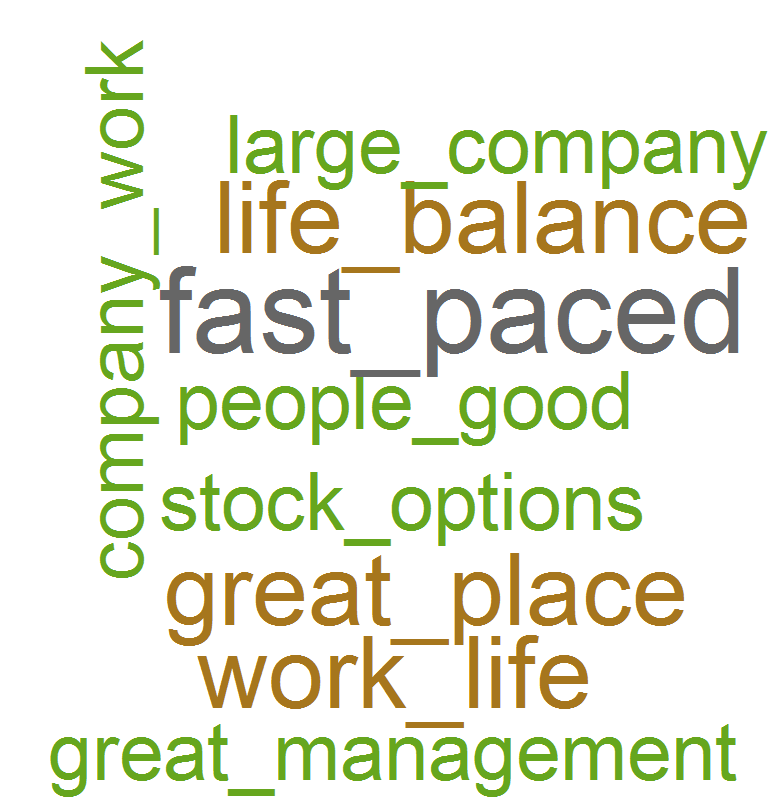 company_work
large_company
life_balance
fast_paced
people_good
stock_options
great_place
work_life
great_management